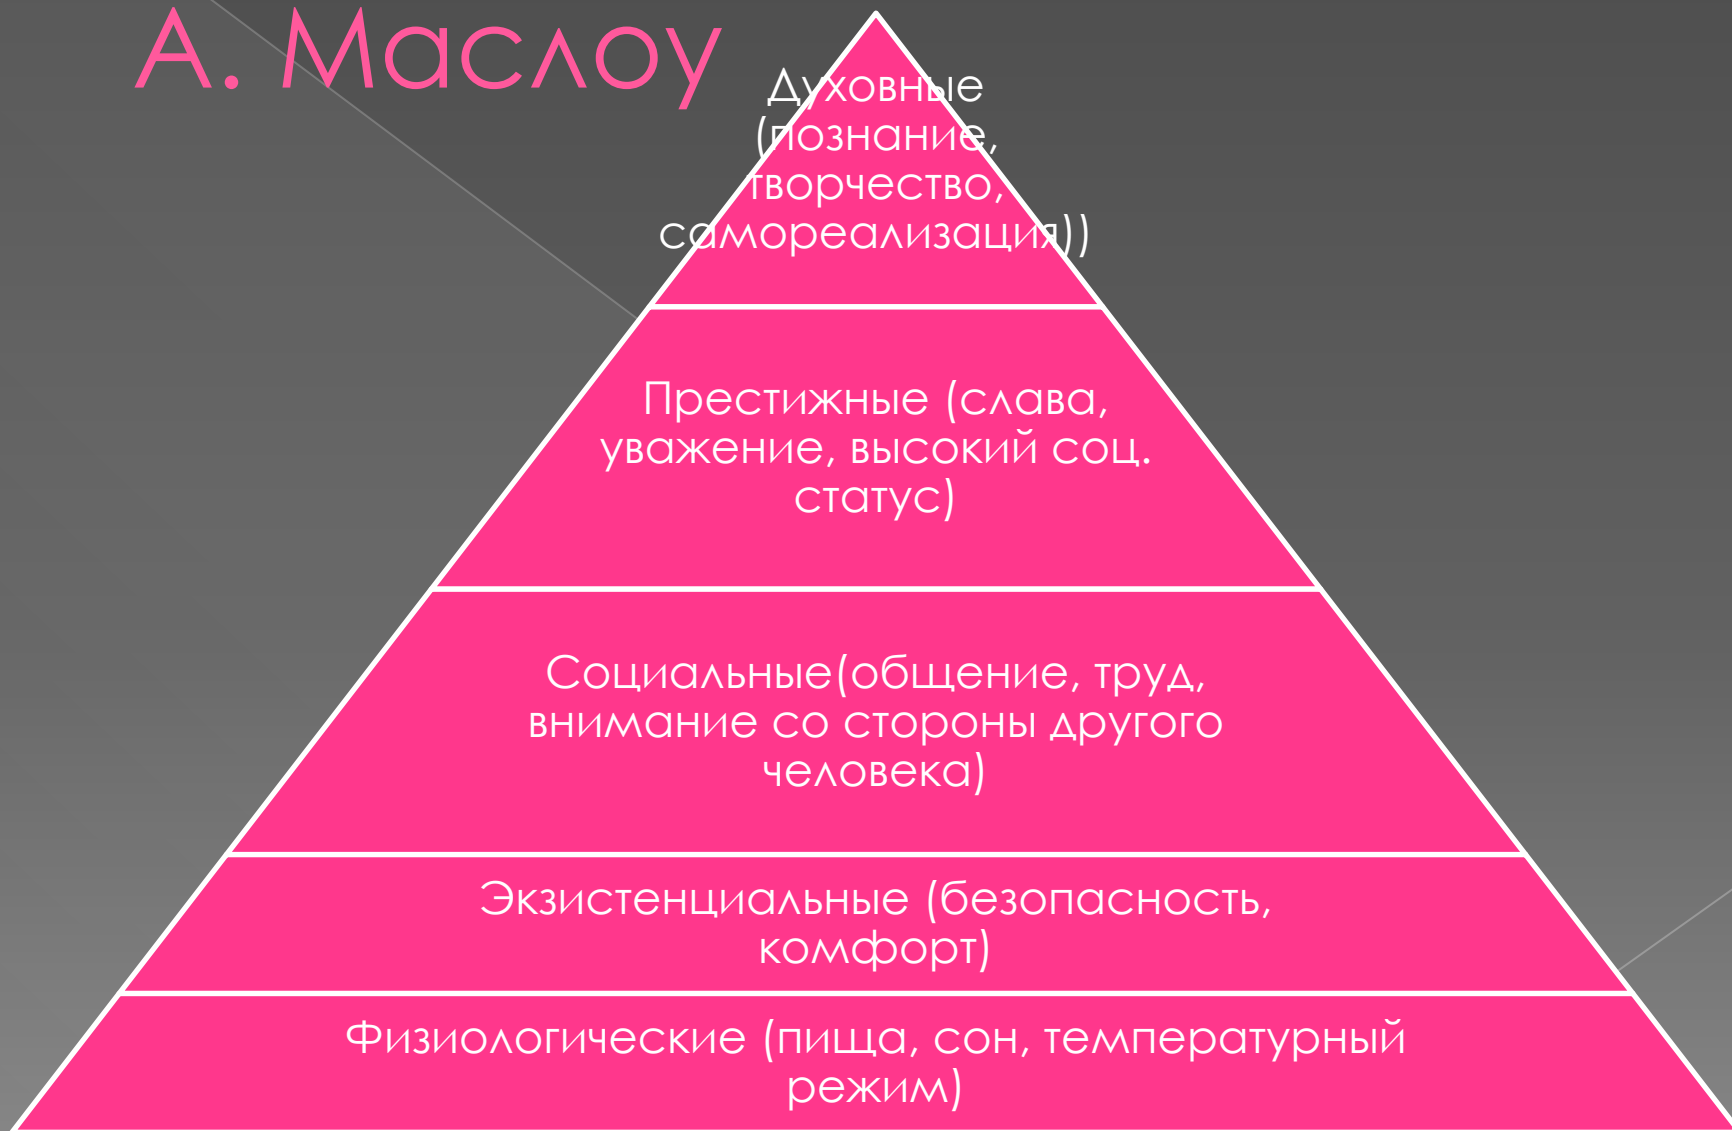 А. Маслоу
Духовные
(познание,
творчество,
самореализация))
Престижные (слава,
уважение, высокий соц.
статус)
Социальные(общение, труд,
внимание со стороны другого
человека)
Экзистенциальные (безопасность,
комфорт)
Физиологические (пища, сон, температурный
режим)